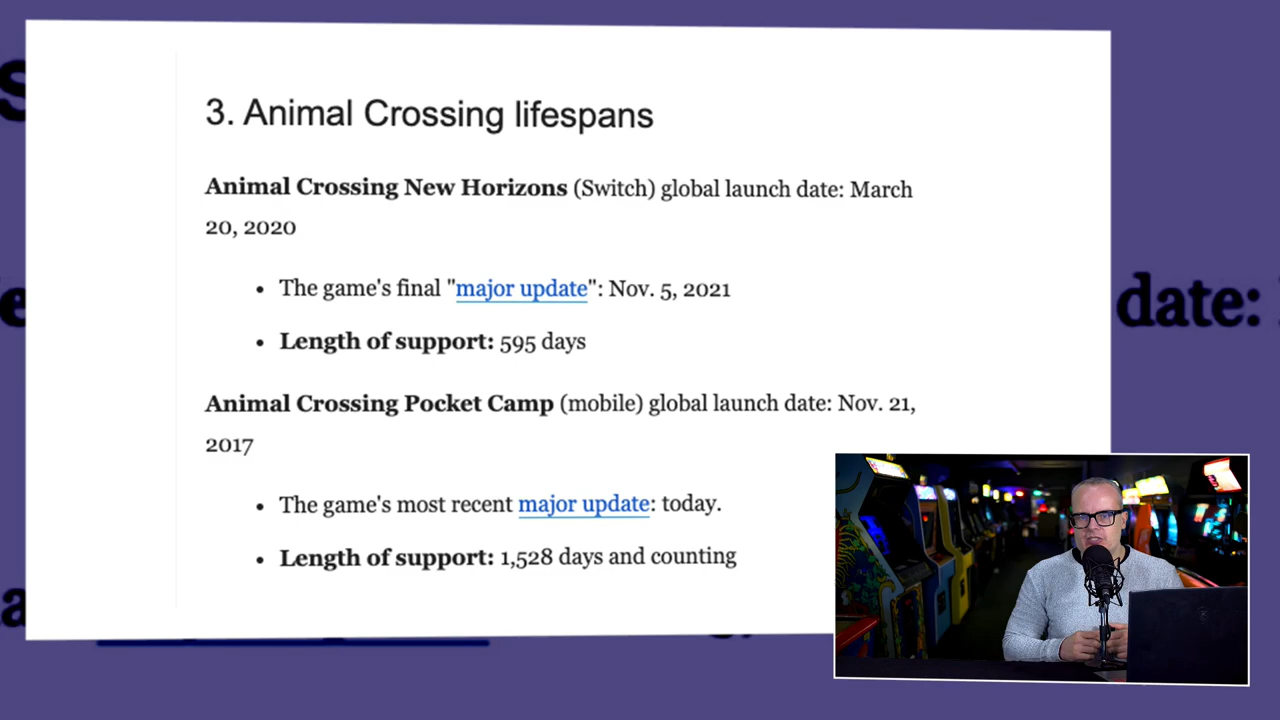 3. Animal Crossing lifespans
Animal Crossing New Horizons (Switch) global launch date: March
20, 2020
• The game's final "major update": Nov. 5, 2021
• Length of support: 595 days
Animal Crossing Pocket Camp (mobile) global launch date: Nov. 21,
2017
• The game's most recent major update: today.
• Length of support: 1,528 days and counting
date: